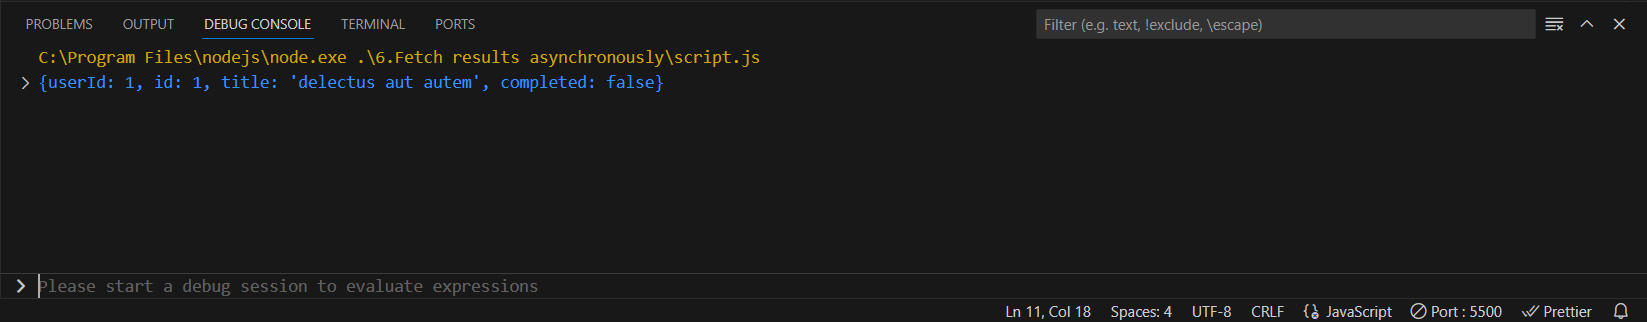 PROBLEMS OUTPUT DEBUG CONSOLE TERMINAL PORTS Filter (e.g. text, !exclude, \escape)
C:\Program Files\nodejs\node.exe .\6.Fetch results asynchronously\script.js
{userId: 1, id: 1, title: 'delectus aut autem', completed: false}
Please start a debug session to evaluate expressions
Ln 11, Col 18 Spaces: 4 UTF-8 CRLF JavaScript Port : 5500 Prettier